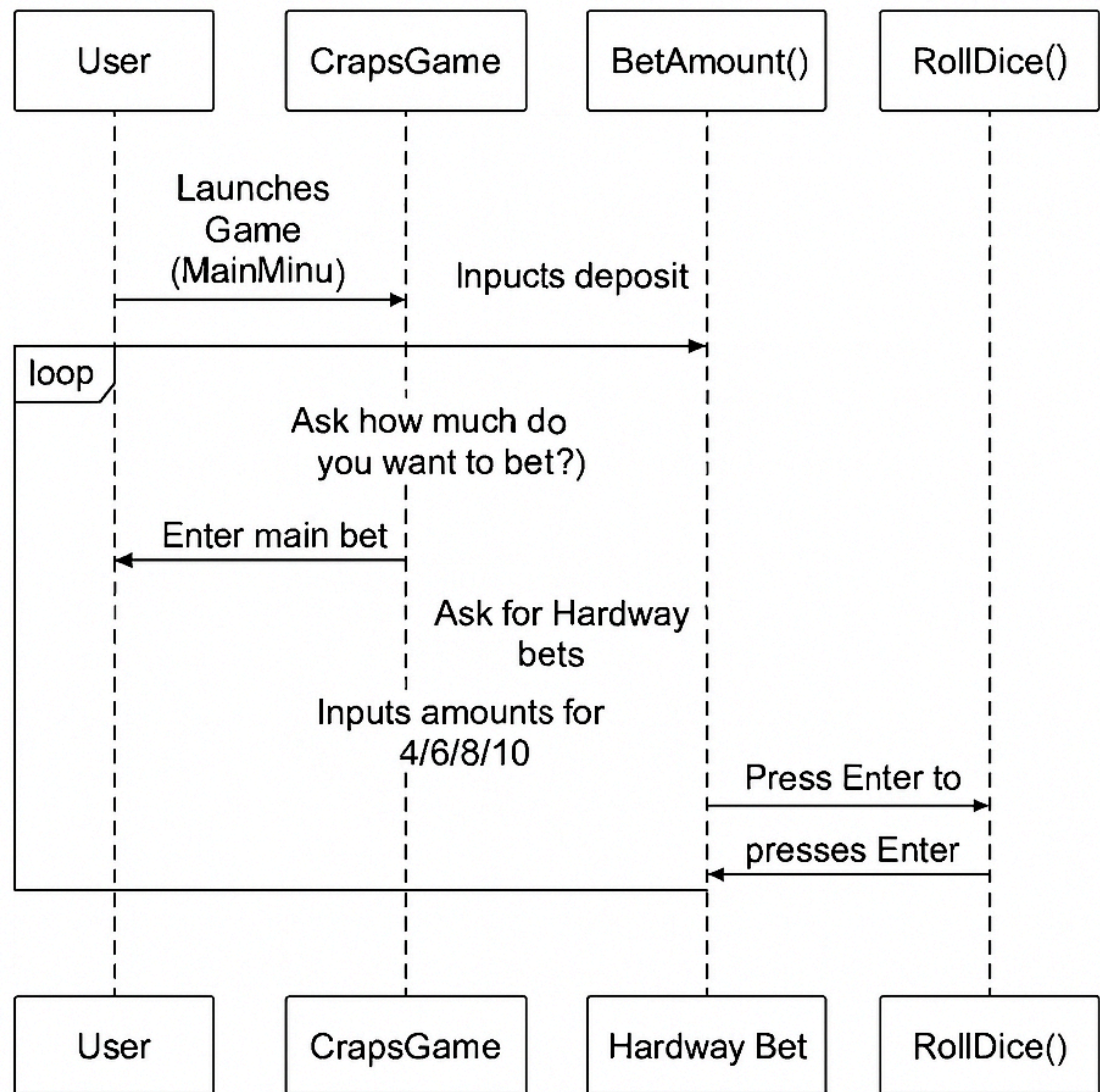 User
CrapsGame
BetAmount()
RollDice()
Launches
Game
(MainMinu)
Inpucts deposit
loop
Ask how much do
you want to bet?)
Enter main bet
Ask for Hardway
bets
Inputs amounts for
4/6/8/10
Press Enter to
presses Enter
User
CrapsGame
Hardway Bet
RollDice()